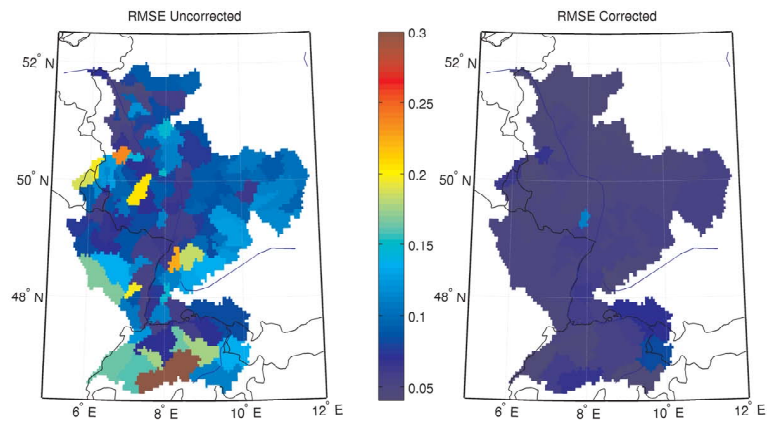 RMSE Uncorrected
RMSE Corrected
52° N
50° N
48° N
6° E
8° E
10° E
12° E
0.3
0.25
0.2
0.15
0.1
0.05
52° N
50° N
48° N
6° E
8° E
10° E
12° E